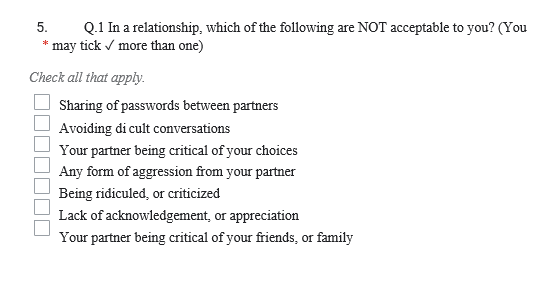 5. Q.1 In a relationship, which of the following are NOT acceptable to you? (You
* may tick ✓ more than one)
Check all that apply.
Sharing of passwords between partners
Avoiding di cult conversations
Your partner being critical of your choices
Any form of aggression from your partner
Being ridiculed, or criticized
Lack of acknowledgement, or appreciation
Your partner being critical of your friends, or family